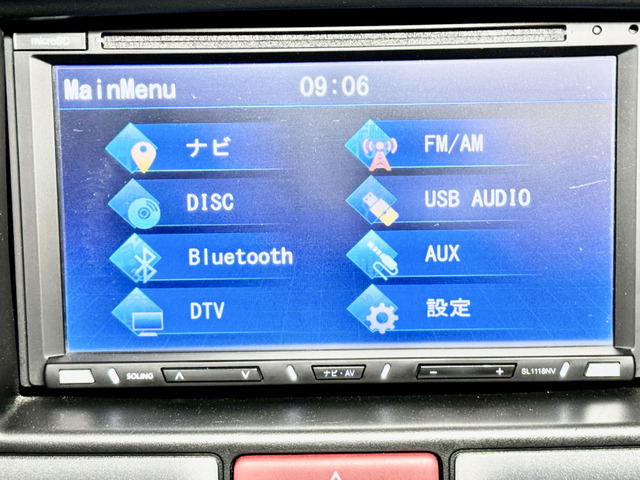 microSD
MainMenu 09:06
ナビ
FM/AM
DISC
USB AUDIO
Bluetooth
AUX
DTV
設定
SOLING ∧ ∨ ナビ・AV − + SL1118NV